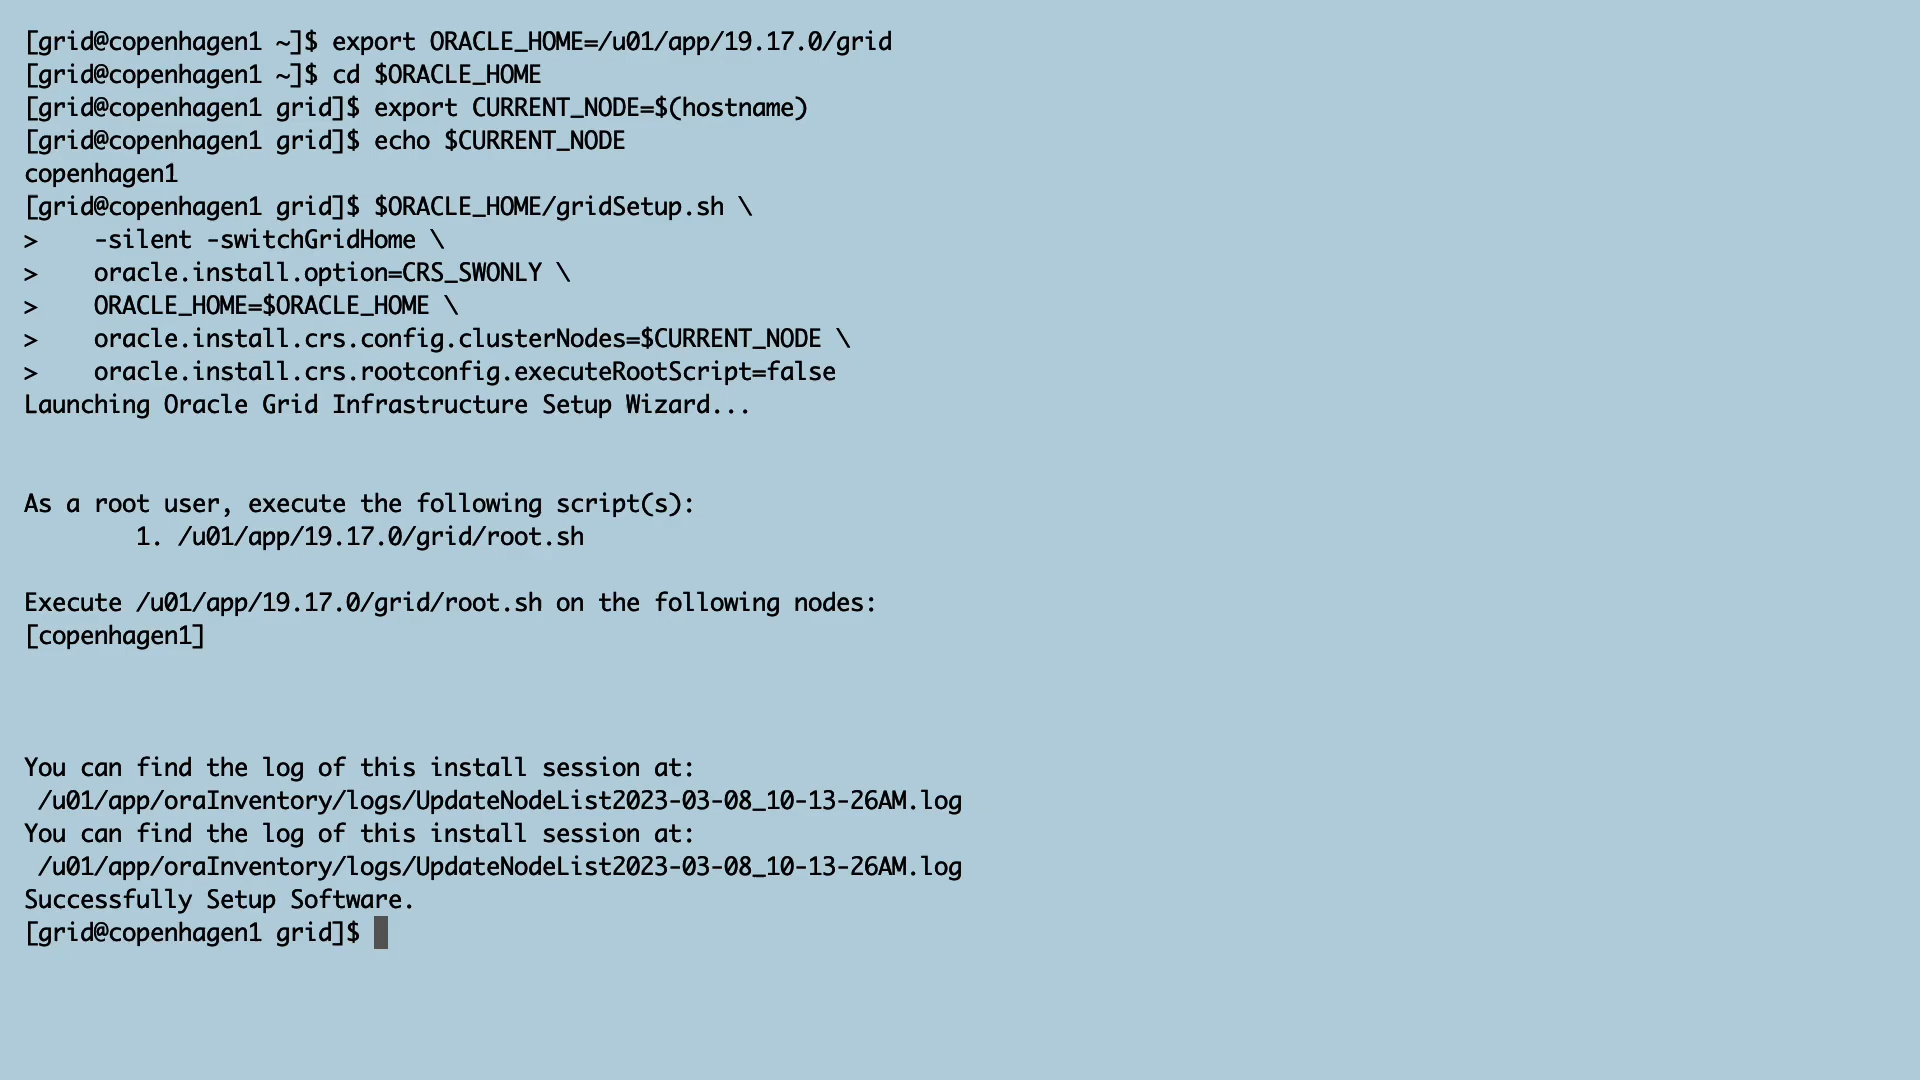 [grid@copenhagen1 ~]$ export ORACLE_HOME=/u01/app/19.17.0/grid
[grid@copenhagen1 ~]$ cd $ORACLE_HOME
[grid@copenhagen1 grid]$ export CURRENT_NODE=$(hostname)
[grid@copenhagen1 grid]$ echo $CURRENT_NODE
copenhagen1
[grid@copenhagen1 grid]$ $ORACLE_HOME/gridSetup.sh \
>    -silent -switchGridHome \
>    oracle.install.option=CRS_SWONLY \
>    ORACLE_HOME=$ORACLE_HOME \
>    oracle.install.crs.config.clusterNodes=$CURRENT_NODE \
>    oracle.install.crs.rootconfig.executeRootScript=false
Launching Oracle Grid Infrastructure Setup Wizard...
As a root user, execute the following script(s):
        1. /u01/app/19.17.0/grid/root.sh
Execute /u01/app/19.17.0/grid/root.sh on the following nodes:
[copenhagen1]
You can find the log of this install session at:
 /u01/app/oraInventory/logs/UpdateNodeList2023-03-08_10-13-26AM.log
You can find the log of this install session at:
 /u01/app/oraInventory/logs/UpdateNodeList2023-03-08_10-13-26AM.log
Successfully Setup Software.
[grid@copenhagen1 grid]$